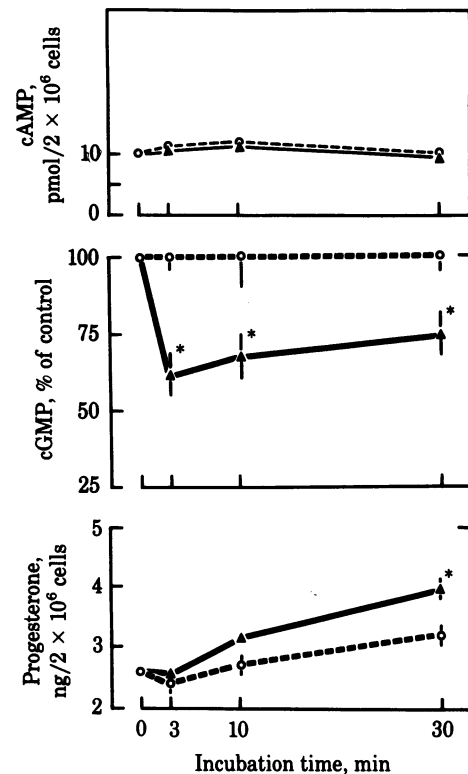 cAMP,
pmol/2 × 10⁶ cells
10
0
cGMP, % of control
100
75
50
25
*
*
*
Progesterone,
ng/2 × 10⁶ cells
5
4
3
2
*
0 3 10 30
Incubation time, min